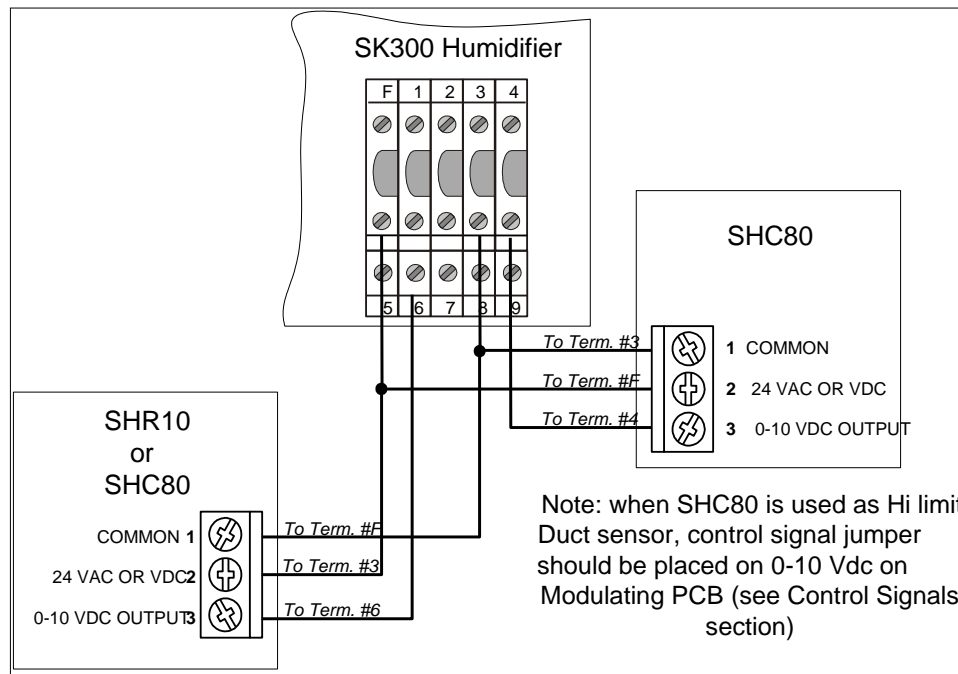 SK300 Humidifier
F 1 2 3 4
5 6 7 8 9
SHC80
To Term. #3
1 COMMON
To Term. #F
2 24 VAC OR VDC
To Term. #4
3 0-10 VDC OUTPUT
SHR10
or
SHC80
COMMON 1
To Term. #F
24 VAC OR VDC 2
To Term. #3
0-10 VDC OUTPUT 3
To Term. #6
Note: when SHC80 is used as Hi limit
Duct sensor, control signal jumper
should be placed on 0-10 Vdc on
Modulating PCB (see Control Signals
section)